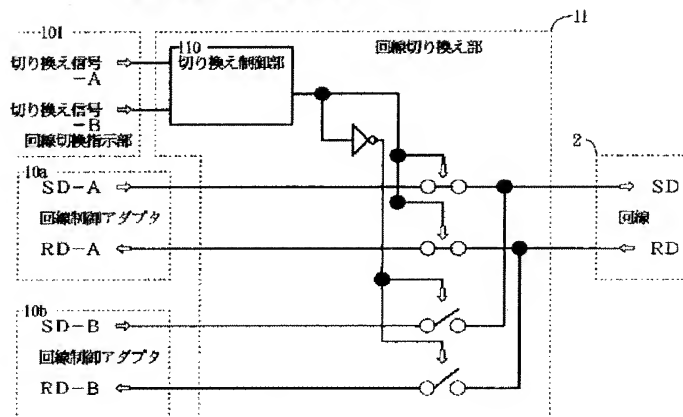 101
切り換え信号
-A
切り換え信号
-B
回線切換指示部
110
切り換え制御部
回線切り換え部
11
10a
SD-A
回線制御アダプタ
RD-A
2
SD
回線
RD
10b
SD-B
回線制御アダプタ
RD-B